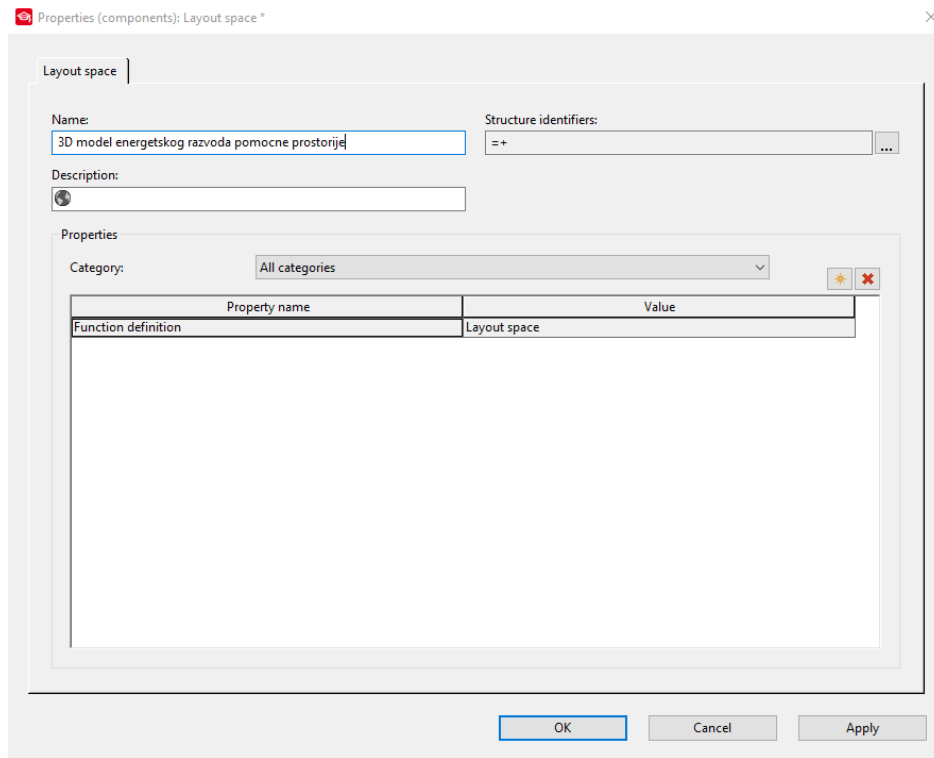 Properties (components): Layout space *
Layout space
Name:
Structure identifiers:
3D model energetskog razvoda pomocne prostorije
=+
...
Description:
Properties
Category:
All categories
Property name
Value
Function definition
Layout space
OK
Cancel
Apply